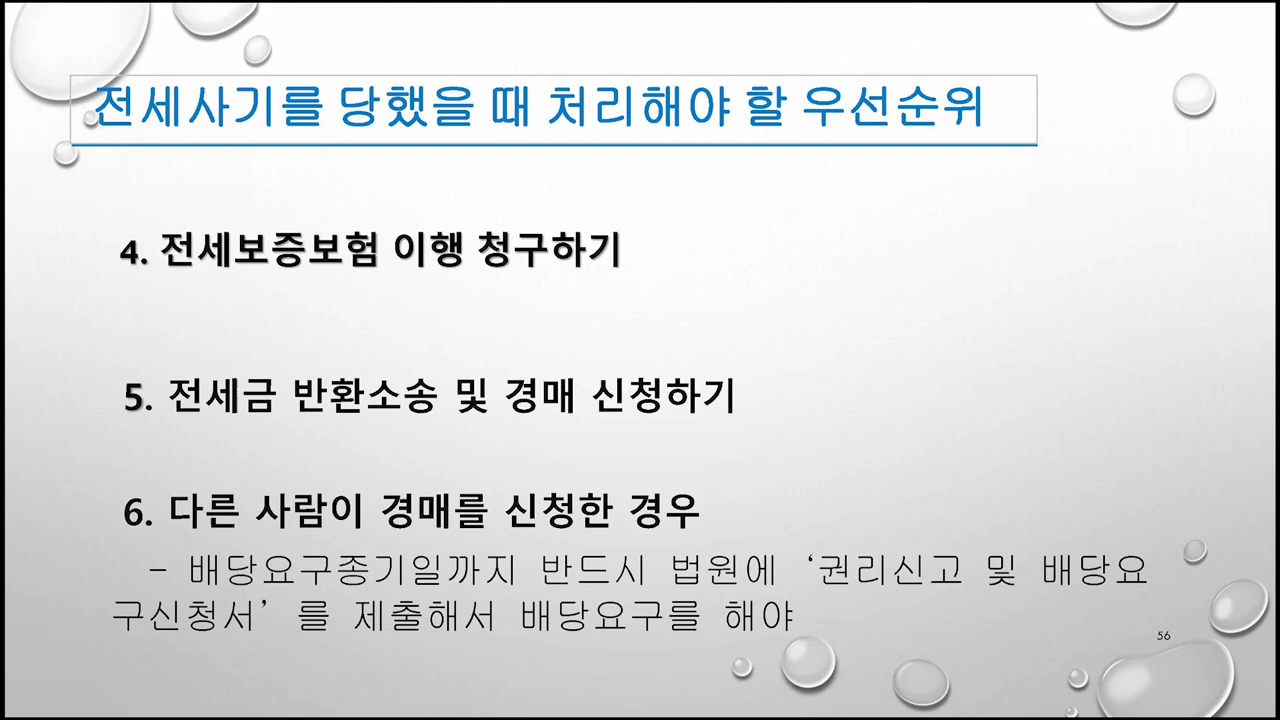 전세사기를 당했을 때 처리해야 할 우선순위
4. 전세보증보험 이행 청구하기
5. 전세금 반환소송 및 경매 신청하기
6. 다른 사람이 경매를 신청한 경우
- 배당요구종기일까지 반드시 법원에 ‘권리신고 및 배당요
구신청서’ 를 제출해서 배당요구를 해야
56